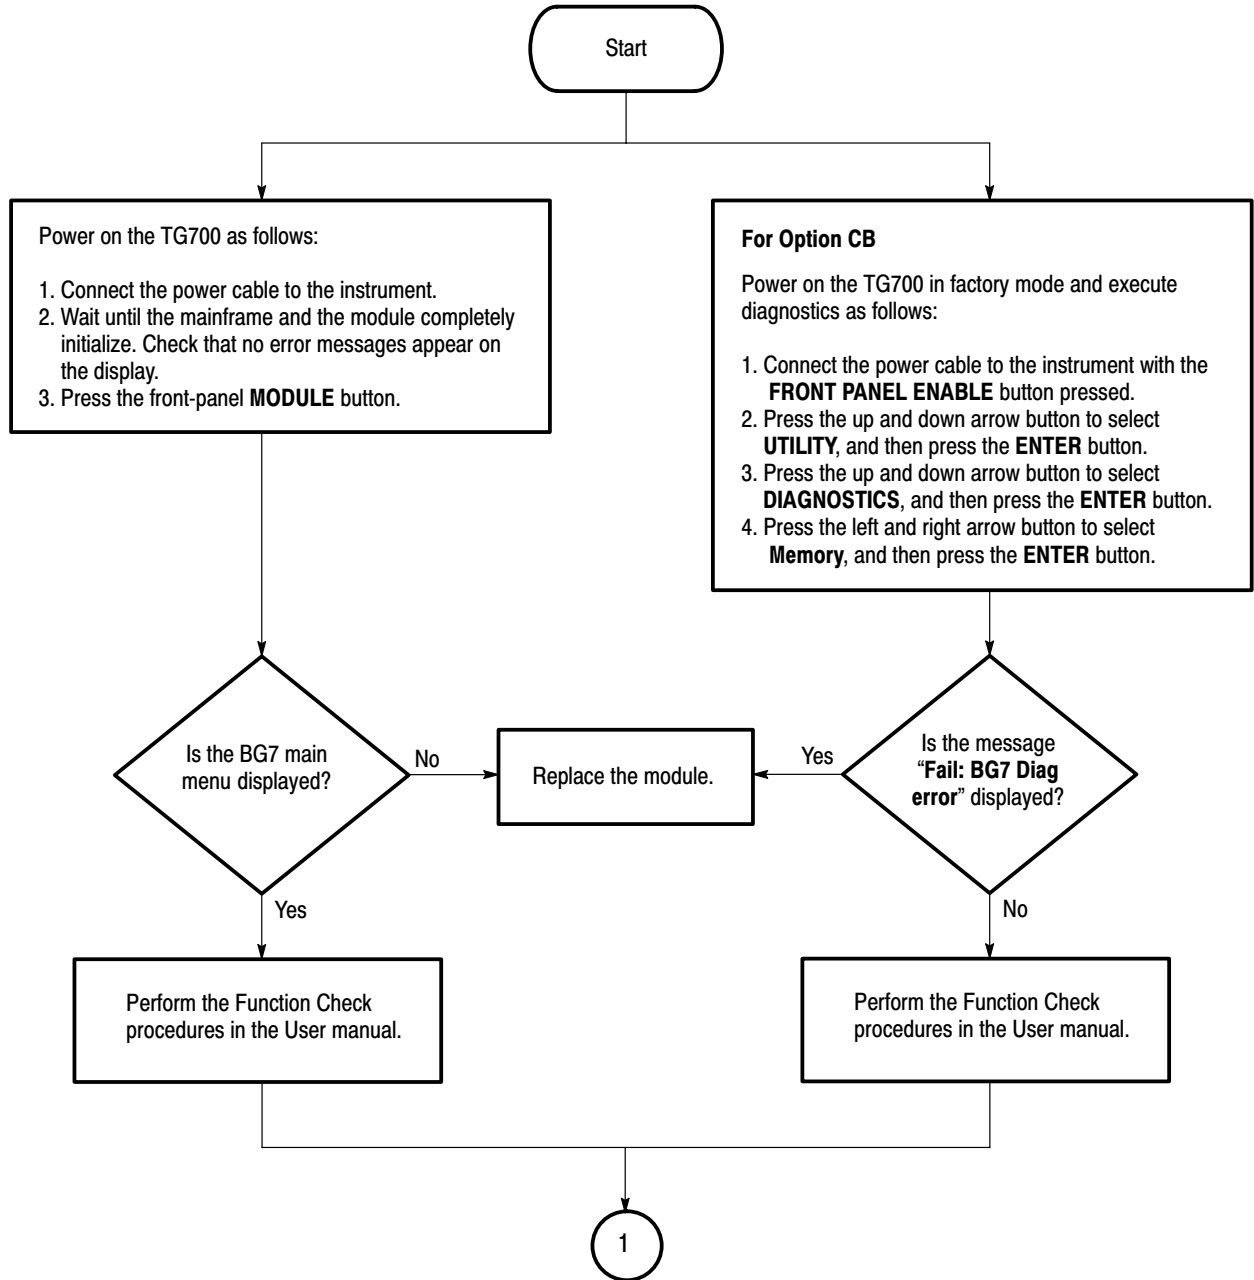 Start
Power on the TG700 as follows:
1. Connect the power cable to the instrument.
2. Wait until the mainframe and the module completely
initialize. Check that no error messages appear on
the display.
3. Press the front-panel MODULE button.
For Option CB
Power on the TG700 in factory mode and execute
diagnostics as follows:
1. Connect the power cable to the instrument with the
FRONT PANEL ENABLE button pressed.
2. Press the up and down arrow button to select
UTILITY, and then press the ENTER button.
3. Press the up and down arrow button to select
DIAGNOSTICS, and then press the ENTER button.
4. Press the left and right arrow button to select
Memory, and then press the ENTER button.
Is the BG7 main
menu displayed?
No
Replace the module.
Yes
Is the message
“Fail: BG7 Diag
error” displayed?
Yes
No
Perform the Function Check
procedures in the User manual.
Perform the Function Check
procedures in the User manual.
1